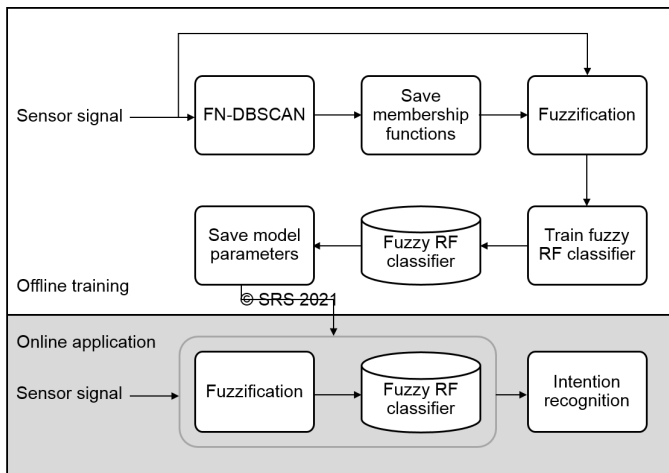 Sensor signal
FN-DBSCAN
Save
membership
functions
Fuzzification
Save model
parameters
Fuzzy RF
classifier
Train fuzzy
RF classifier
Offline training
© SRS 2021
Online application
Sensor signal
Fuzzification
Fuzzy RF
classifier
Intention
recognition